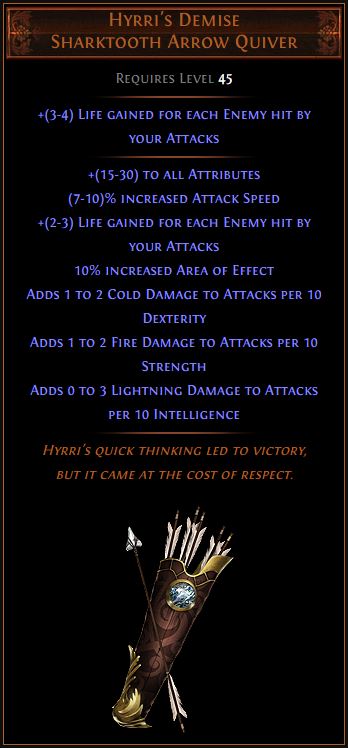 Hyrri's Demise
Sharktooth Arrow Quiver
Requires Level 45
+(3-4) Life gained for each Enemy hit by
your Attacks
+(15-30) to all Attributes
(7-10)% increased Attack Speed
+(2-3) Life gained for each Enemy hit by
your Attacks
10% increased Area of Effect
Adds 1 to 2 Cold Damage to Attacks per 10
Dexterity
Adds 1 to 2 Fire Damage to Attacks per 10
Strength
Adds 0 to 3 Lightning Damage to Attacks
per 10 Intelligence
Hyrri's quick thinking led to victory,
but it came at the cost of respect.